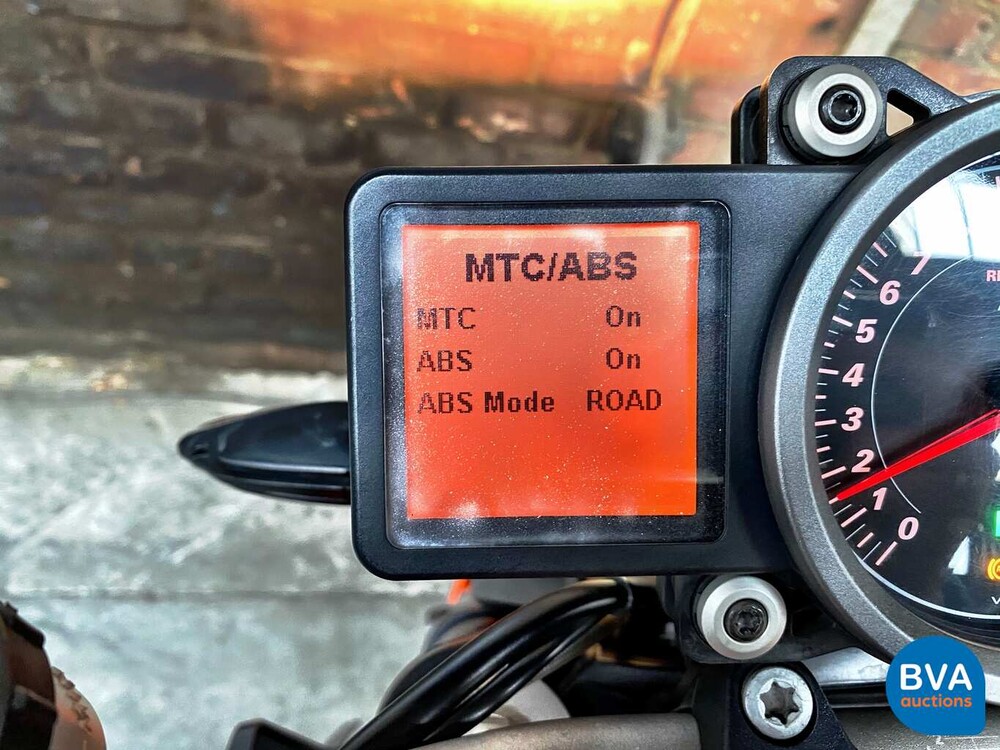 MTC/ABS
MTC On
ABS On
ABS Mode ROAD
7
6
5
4
3
2
1
0
BVA
auctions